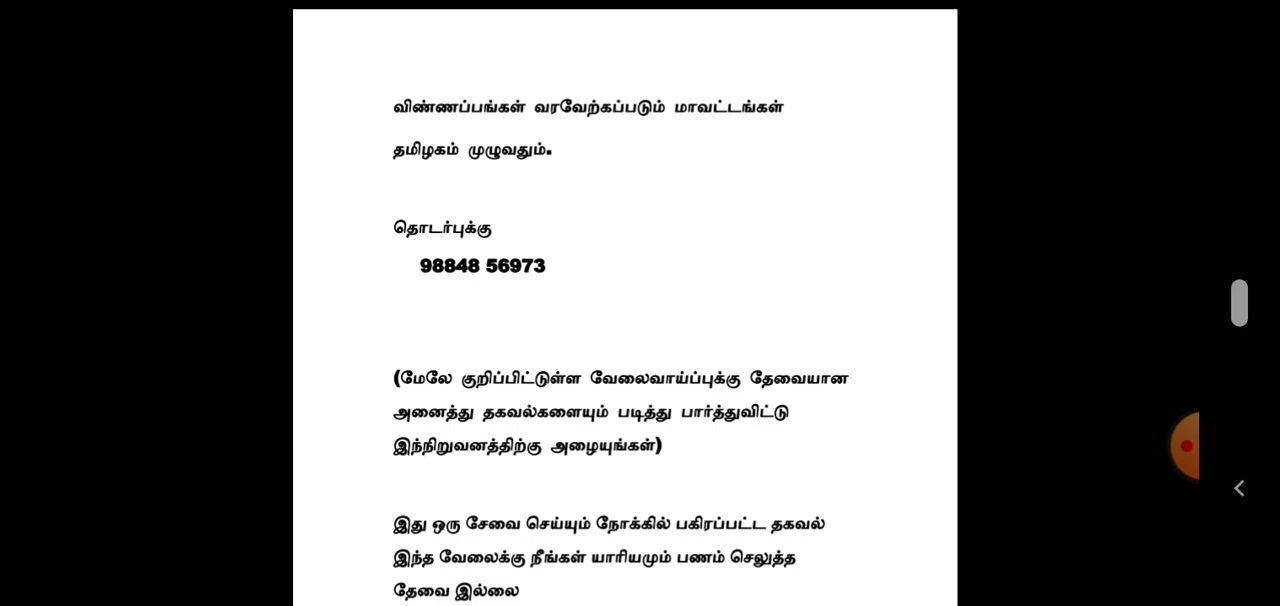 விண்ணப்பங்கள் வரவேற்கப்படும் மாவட்டங்கள்
தமிழகம் முழுவதும்.
தொடர்புக்கு
98848 56973
(மேலே குறிப்பிட்டுள்ள வேலைவாய்ப்புக்கு தேவையான
அனைத்து தகவல்களையும் படித்து பார்த்துவிட்டு
இந்நிறுவனத்திற்கு அழையுங்கள்)
இது ஒரு சேவை செய்யும் நோக்கில் பகிரப்பட்ட தகவல்
இந்த வேலைக்கு நீங்கள் யாரியமும் பணம் செலுத்த
தேவை இல்லை